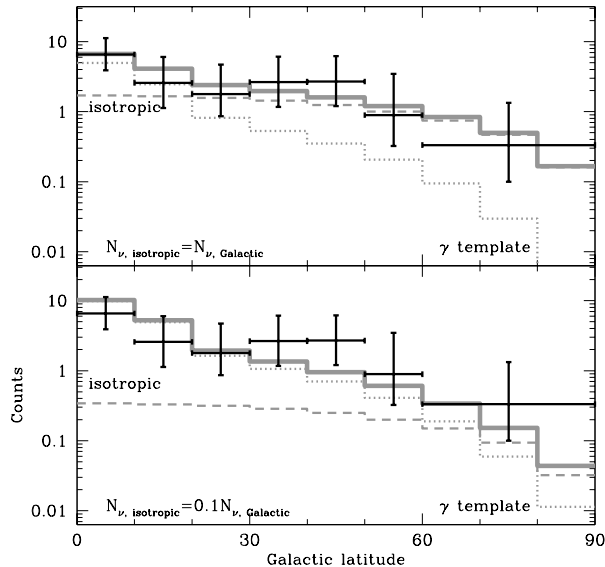 10
1
0.1
0.01
isotropic
N_ν, isotropic=N_ν, Galactic
γ template
10
1
0.1
0.01
isotropic
N_ν, isotropic=0.1N_ν, Galactic
γ template
Counts
0 30 60 90
Galactic latitude